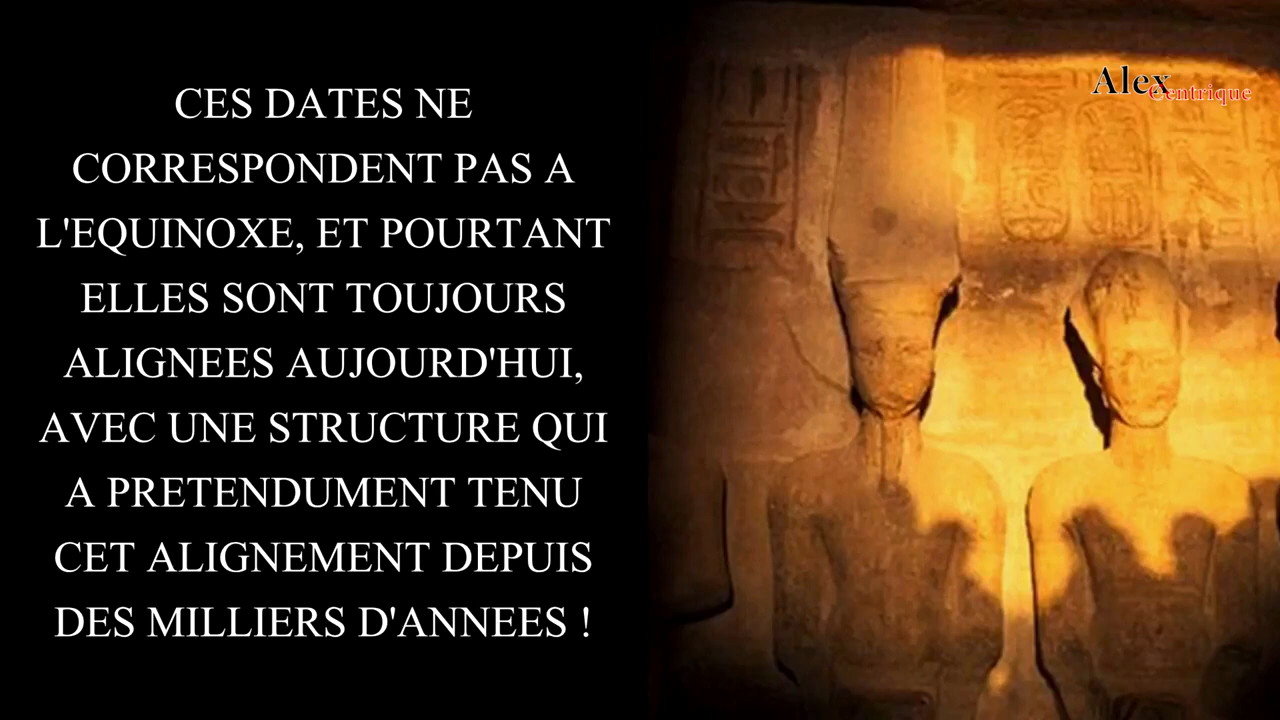 CES DATES NE
CORRESPONDENT PAS A
L'EQUINOXE, ET POURTANT
ELLES SONT TOUJOURS
ALIGNEES AUJOURD'HUI,
AVEC UNE STRUCTURE QUI
A PRETENDUMENT TENU
CET ALIGNEMENT DEPUIS
DES MILLIERS D'ANNEES !
Alex
Centrique